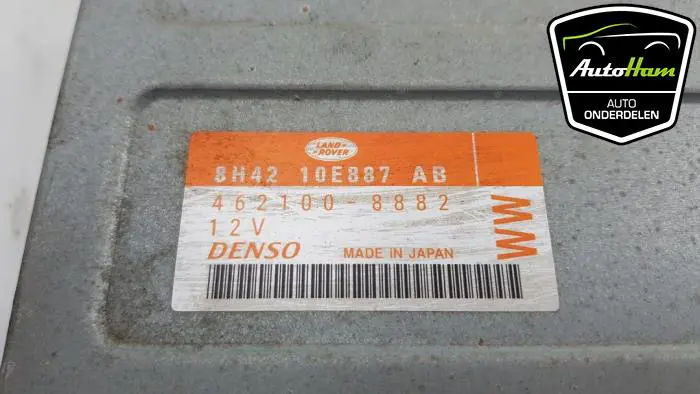 AutoHam
AUTO
ONDERDELEN
LAND-
-ROVER
8H42 10E887 AB
462100-8882
12V
DENSO MADE IN JAPAN
WW